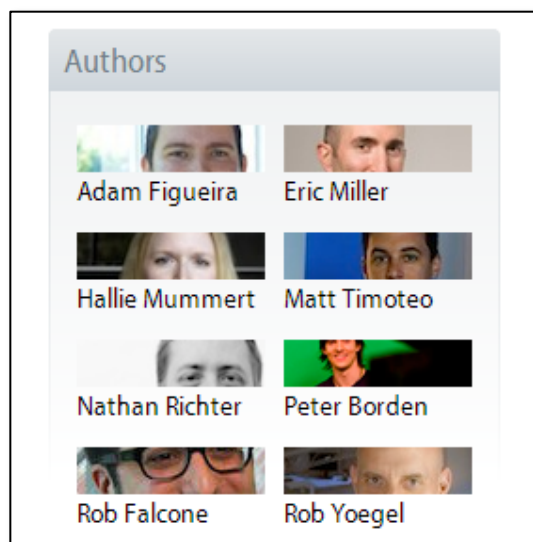 Authors
Adam Figueira Eric Miller
Hallie Mummert Matt Timoteo
Nathan Richter Peter Borden
Rob Falcone Rob Yoegel